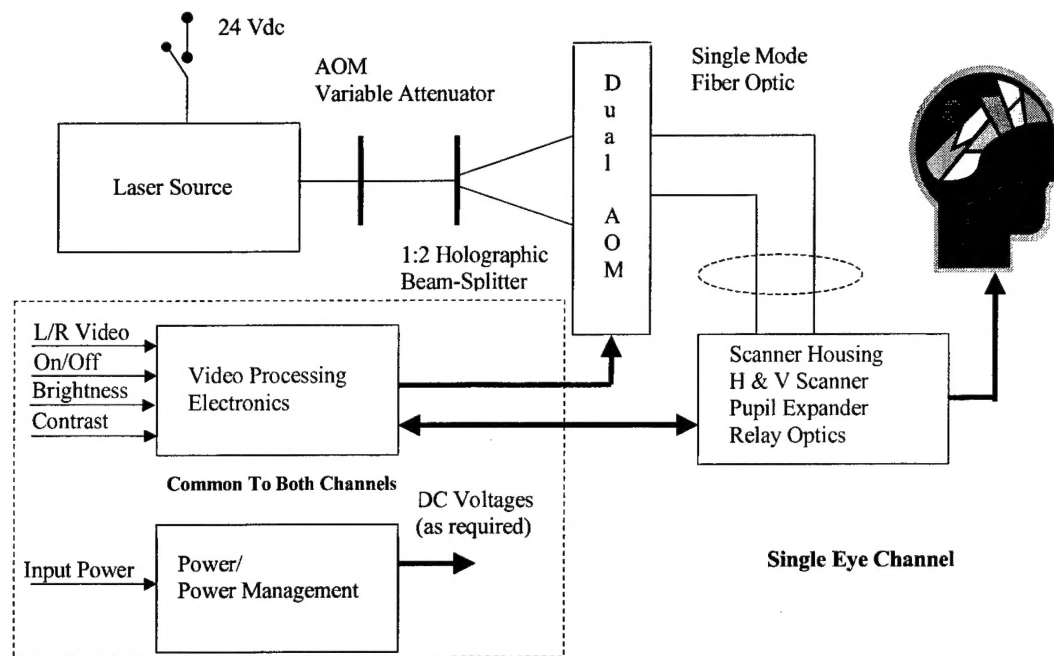 24 Vdc
AOM
Variable Attenuator
Laser Source
1:2 Holographic
Beam-Splitter
Dual AOM
Single Mode
Fiber Optic
L/R Video
On/Off
Brightness
Contrast
Video Processing
Electronics
Scanner Housing
H & V Scanner
Pupil Expander
Relay Optics
Common To Both Channels
DC Voltages
(as required)
Input Power
Power/
Power Management
Single Eye Channel